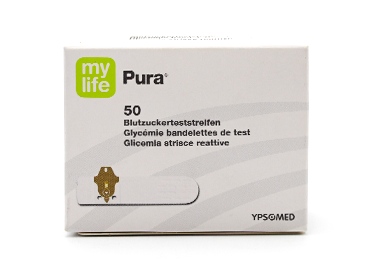 my
life
Pura®
50
Blutzuckerteststreifen
Glycémie bandelettes de test
Glicemia strisce reattive
YPSOMED